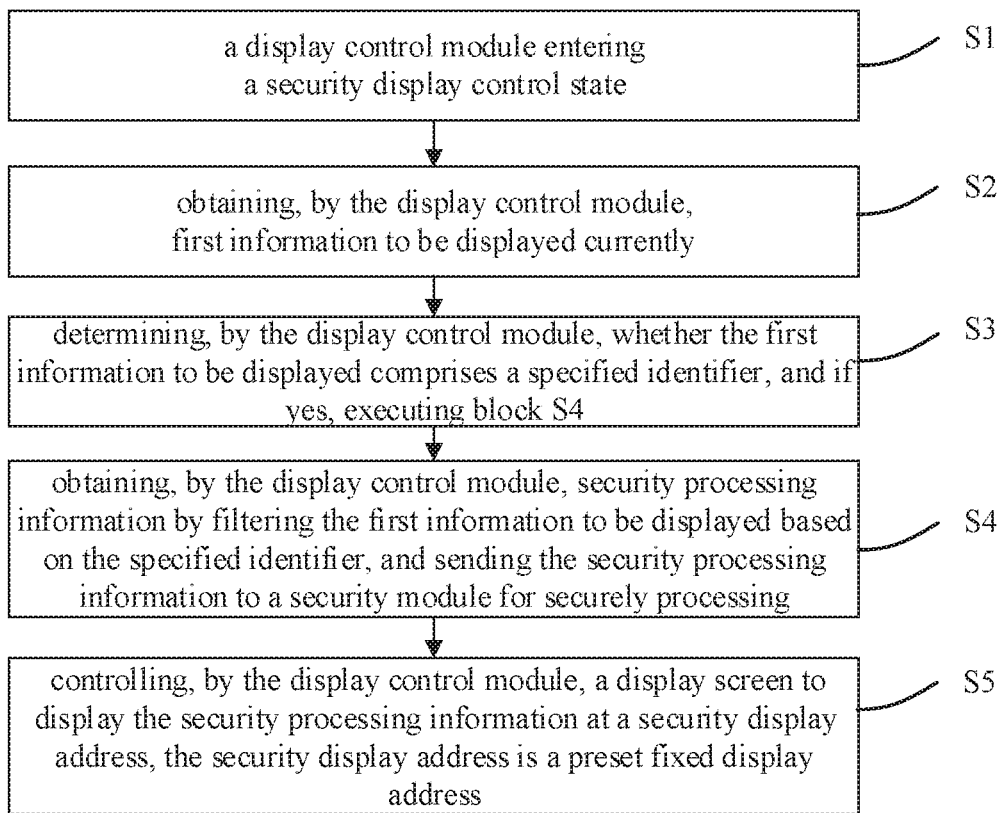 a display control module entering
a security display control state
S1
obtaining, by the display control module,
first information to be displayed currently
S2
determining, by the display control module, whether the first
information to be displayed comprises a specified identifier, and if
yes, executing block S4
S3
obtaining, by the display control module, security processing
information by filtering the first information to be displayed based
on the specified identifier, and sending the security processing
information to a security module for securely processing
S4
controlling, by the display control module, a display screen to
display the security processing information at a security display
address, the security display address is a preset fixed display
address
S5